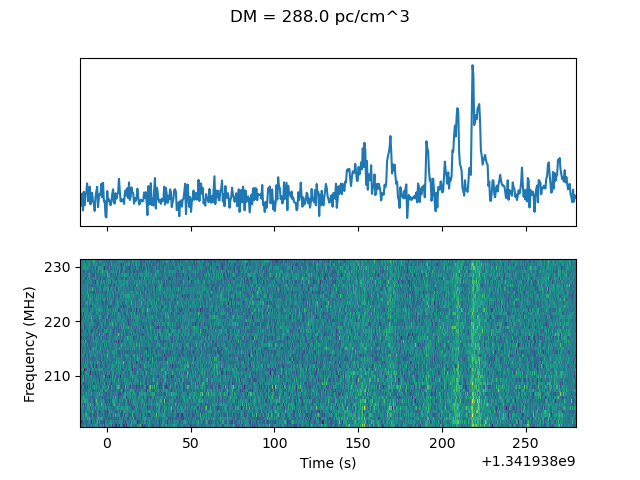 DM = 288.0 pc/cm^3
230
220
210
Frequency (MHz)
0 50 100 150 200 250
Time (s)
+1.341938e9